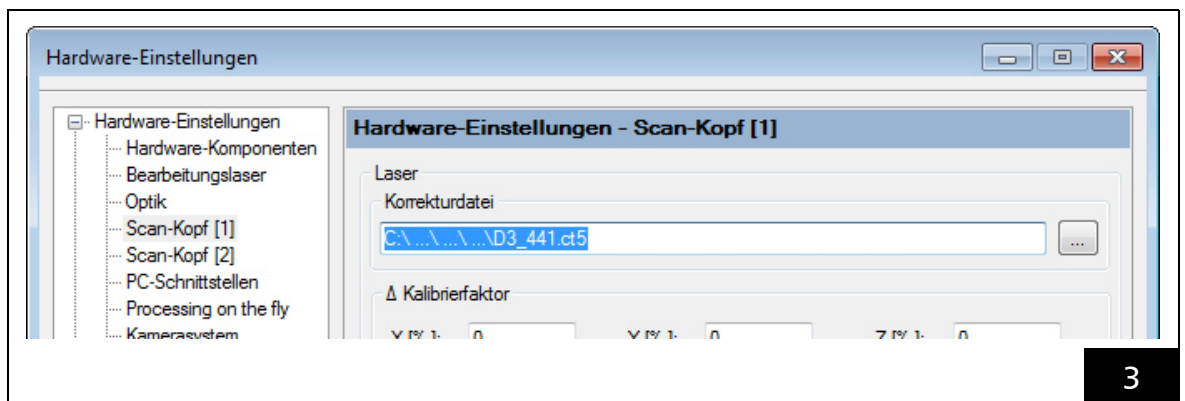 Hardware-Einstellungen
Hardware-Einstellungen
Hardware-Komponenten
Bearbeitungslaser
Optik
Scan-Kopf [1]
Scan-Kopf [2]
PC-Schnittstellen
Processing on the fly
Kamerasystem
Hardware-Einstellungen - Scan-Kopf [1]
Laser
Korrekturdatei
C:\ ...\ ...\ ...\D3_441.ct5
...
Δ Kalibrierfaktor
X [% ]: 0 Y [% ]: 0 Z [% ]: 0
3